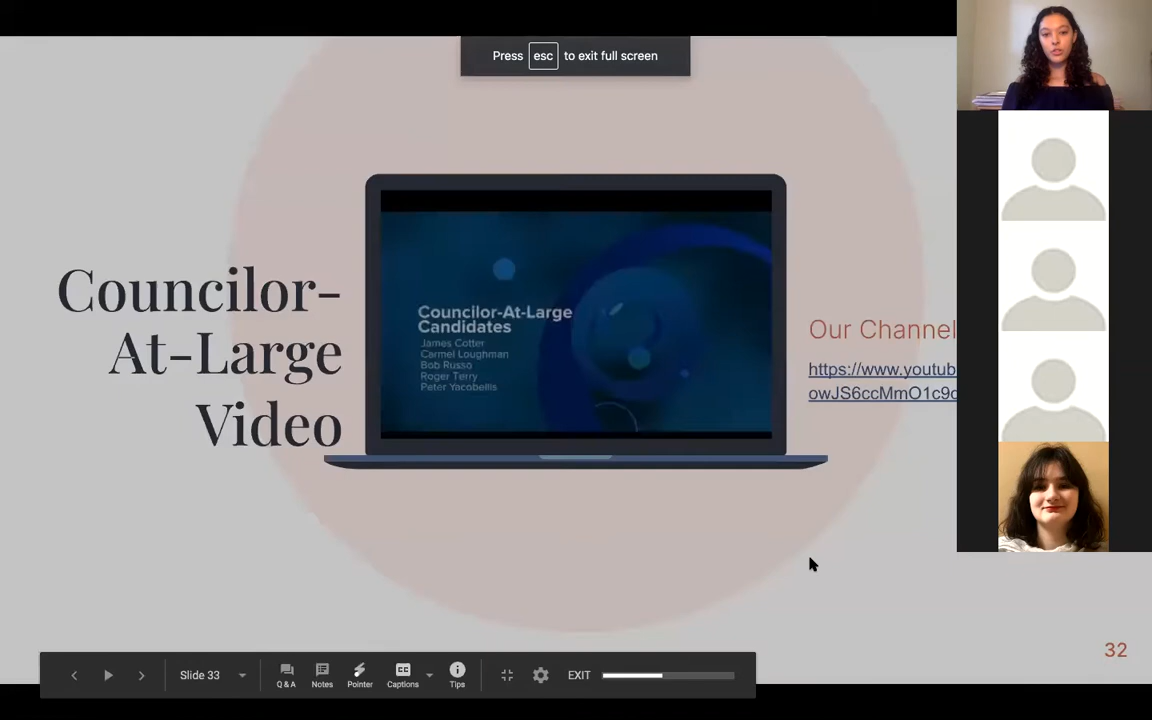 Press esc to exit full screen
Councilor-
At-Large
Video
Councilor-At-Large
Candidates
James Cotter
Carmel Loughman
Bob Russo
Roger Terry
Peter Yacobellis
Our Channel
https://www.youtub
owJS6ccMmO1c9c
32
Slide 33
Q & A
Notes
Pointer
CC
Captions
Tips
EXIT